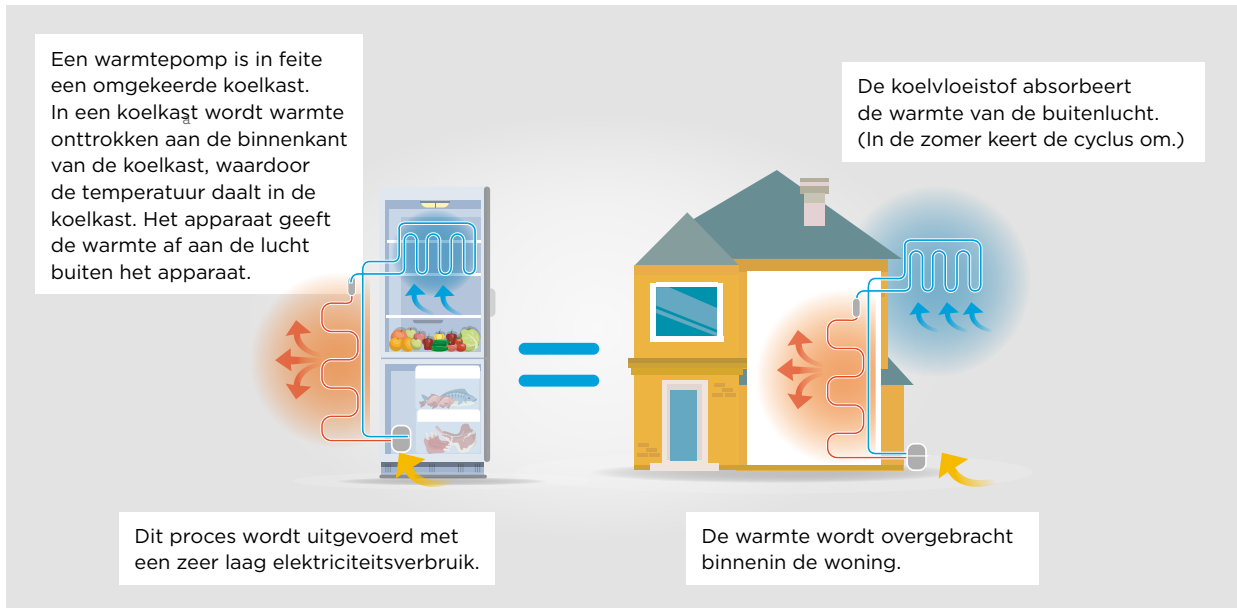 Een warmtepomp is in feite
een omgekeerde koelkast.
In een koelkast wordt warmte
a
onttrokken aan de binnenkant
van de koelkast, waardoor
de temperatuur daalt in de
koelkast. Het apparaat geeft
de warmte af aan de lucht
buiten het apparaat.
De koelvloeistof absorbeert
de warmte van de buitenlucht.
(In de zomer keert de cyclus om.)
Dit proces wordt uitgevoerd met
een zeer laag elektriciteitsverbruik.
De warmte wordt overgebracht
binnenin de woning.